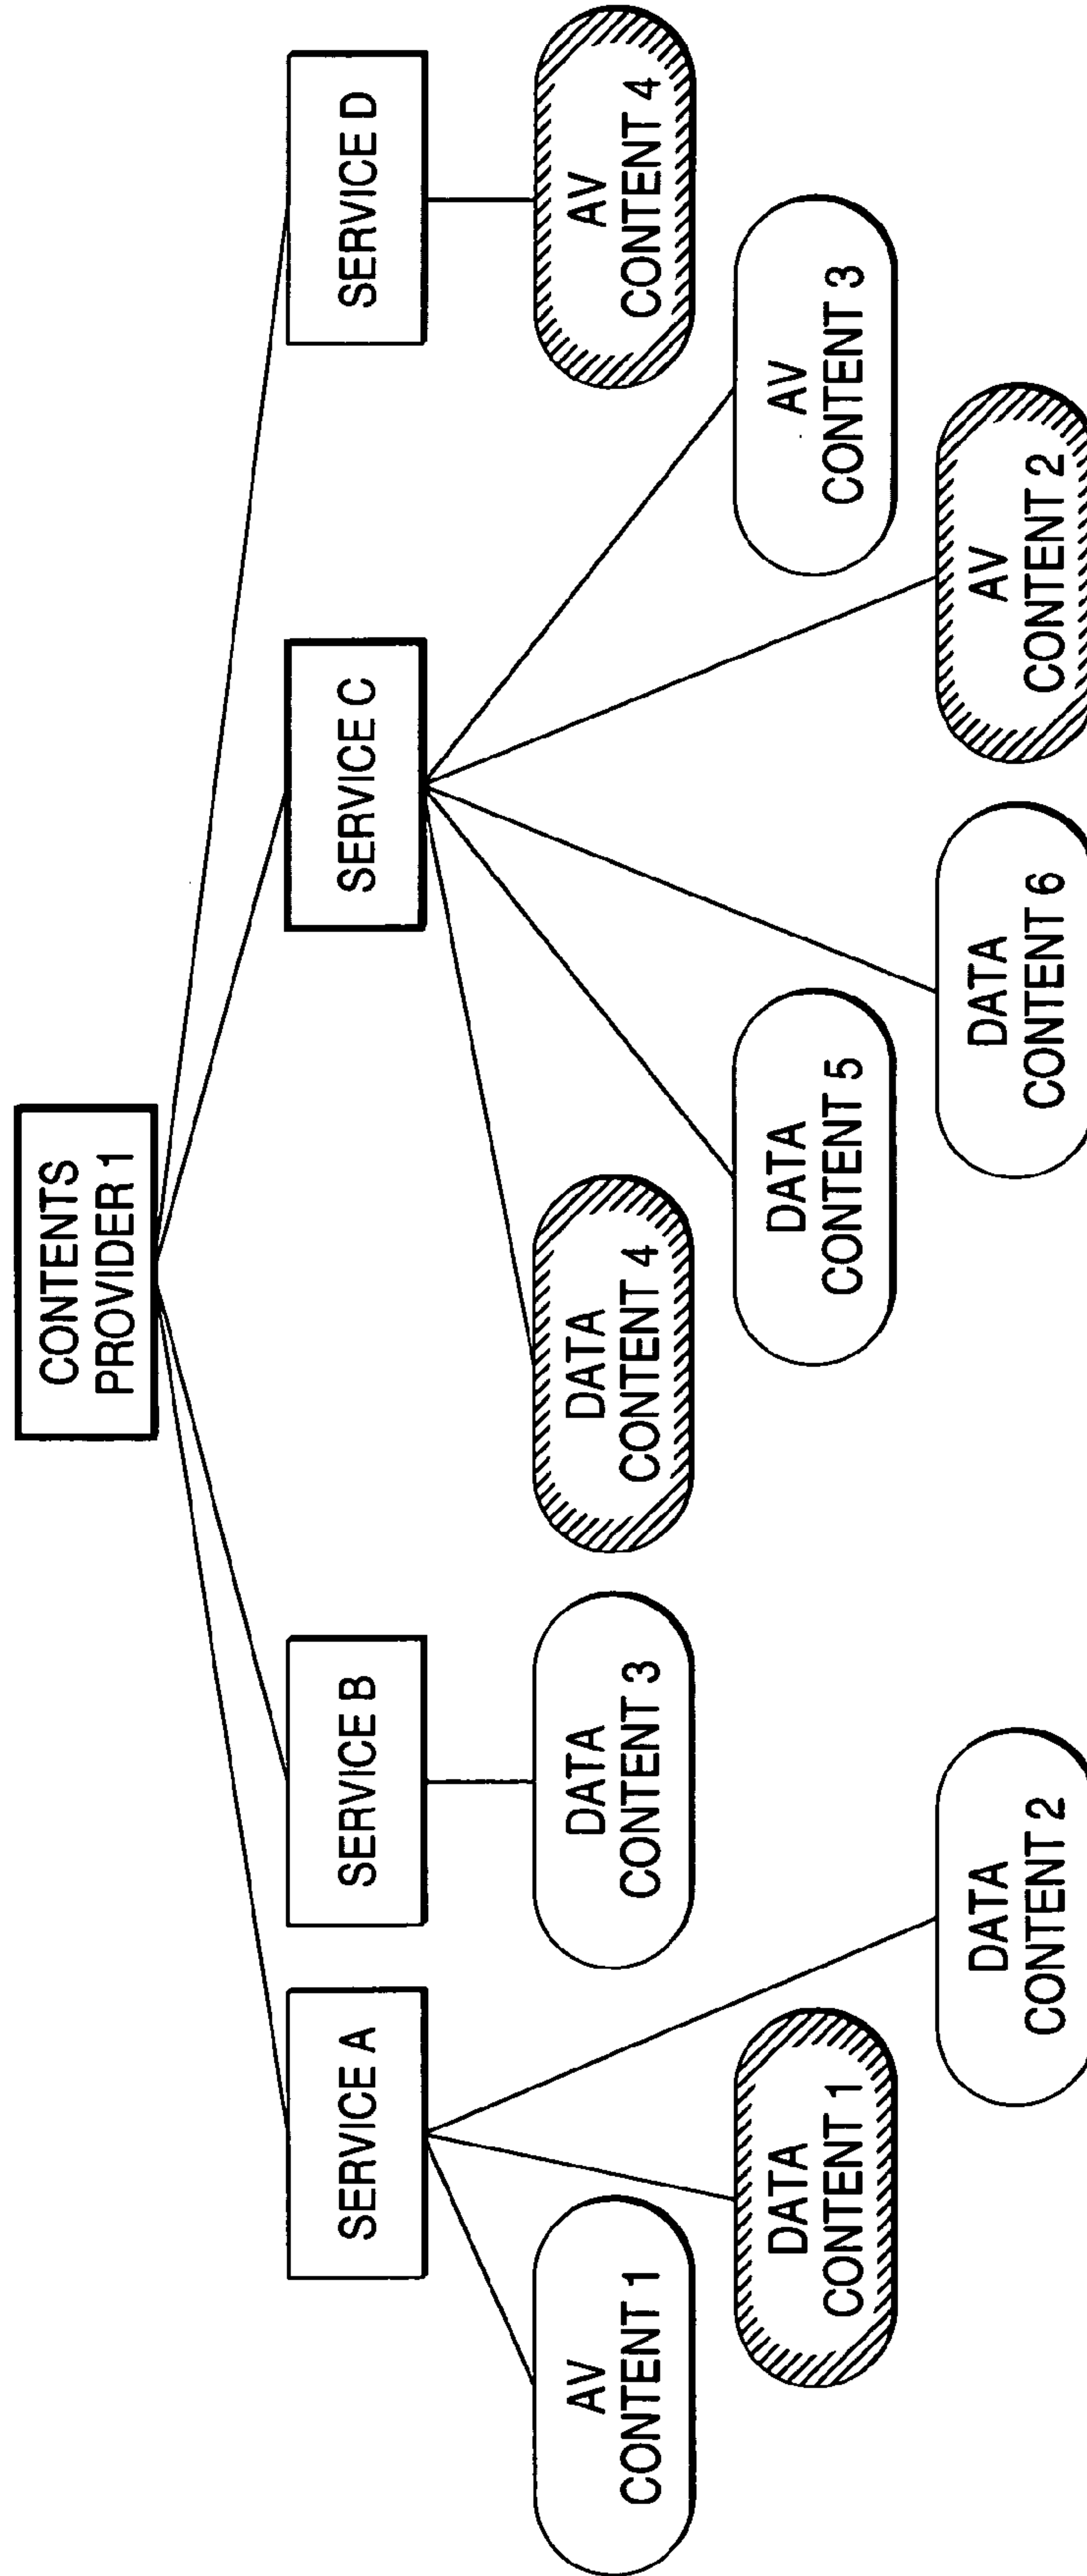 CONTENTS
PROVIDER 1
SERVICE A
SERVICE B
SERVICE C
SERVICE D
AV
CONTENT 1
DATA
CONTENT 1
DATA
CONTENT 2
DATA
CONTENT 3
DATA
CONTENT 4
DATA
CONTENT 5
DATA
CONTENT 6
AV
CONTENT 2
AV
CONTENT 3
AV
CONTENT 4